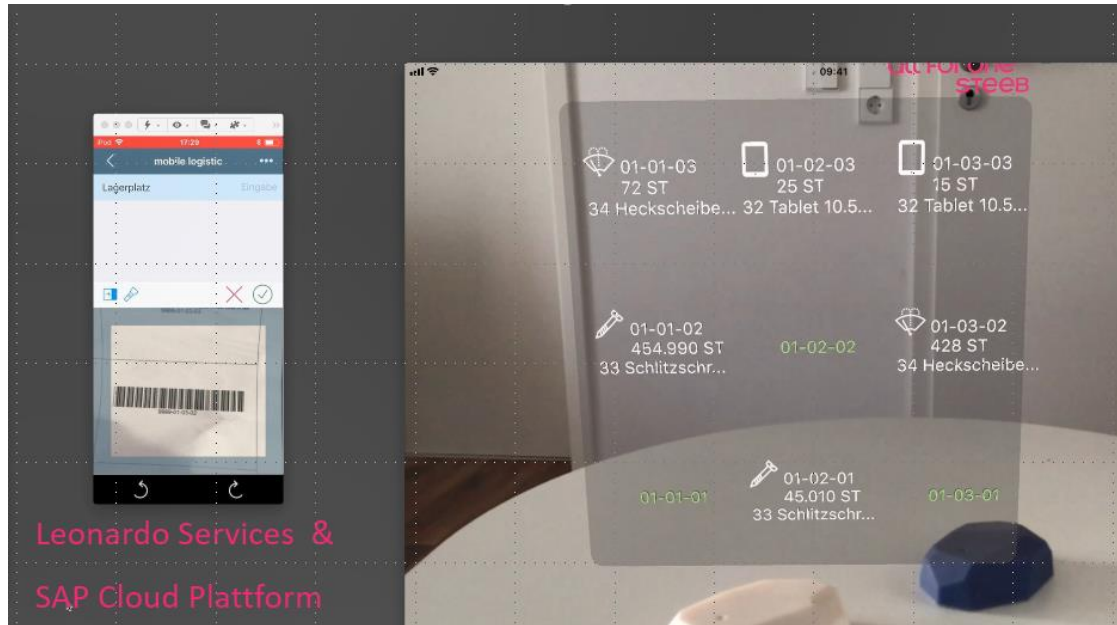 iPod
17:29
mobile logistic
Lagerplatz
Eingabe
09:41
all for one
STEEB
01-01-03
72 ST
34 Heckscheibe...
01-02-03
25 ST
32 Tablet 10.5...
01-03-03
15 ST
32 Tablet 10.5...
01-01-02
454.990 ST
33 Schlitzschr...
01-02-02
01-03-02
428 ST
34 Heckscheibe...
01-01-01
01-02-01
45.010 ST
33 Schlitzschr...
01-03-01
Leonardo Services &
SAP Cloud Plattform